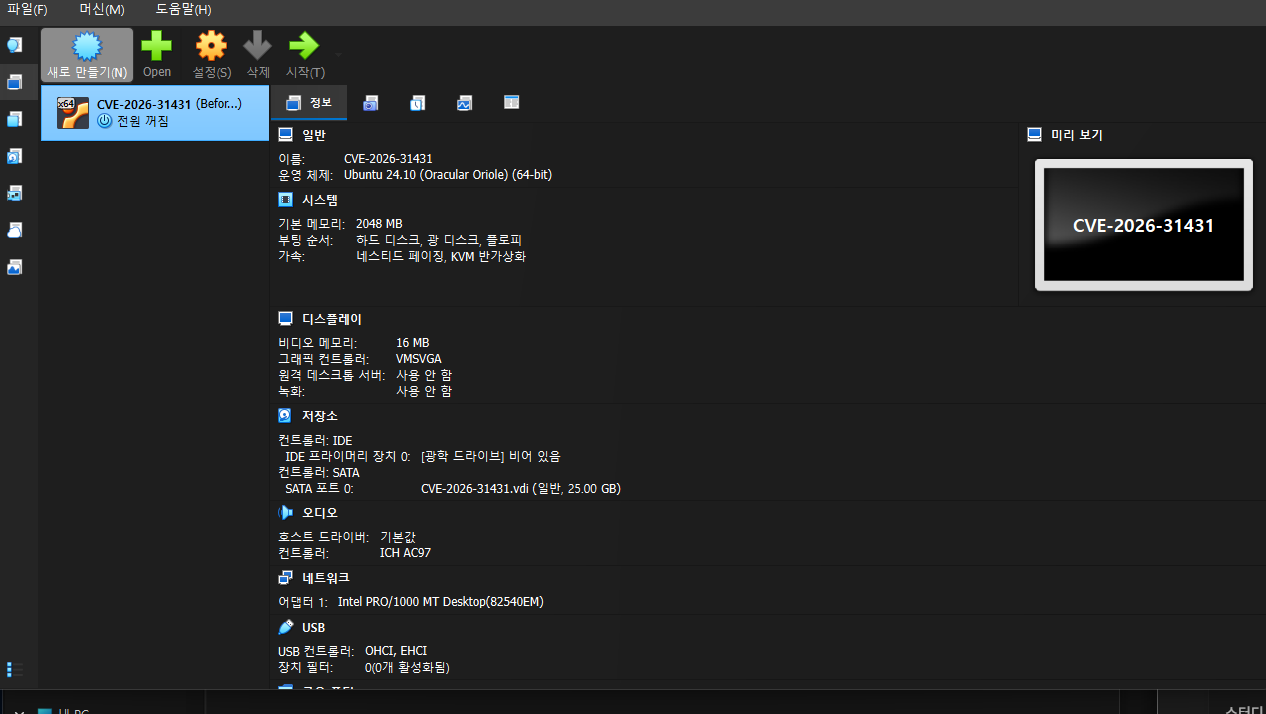 파일(F) 머신(M) 도움말(H)
새로 만들기(N) Open 설정(S) 삭제 시작(T)
x64
CVE-2026-31431 (Befor...)
전원 꺼짐
정보
일반
이름: CVE-2026-31431
운영 체제: Ubuntu 24.10 (Oracular Oriole) (64-bit)
시스템
기본 메모리: 2048 MB
부팅 순서: 하드 디스크, 광 디스크, 플로피
가속: 네스티드 페이징, KVM 반가상화
미리 보기
CVE-2026-31431
디스플레이
비디오 메모리: 16 MB
그래픽 컨트롤러: VMSVGA
원격 데스크톱 서버: 사용 안 함
녹화: 사용 안 함
저장소
컨트롤러: IDE
IDE 프라이머리 장치 0: [광학 드라이브] 비어 있음
컨트롤러: SATA
SATA 포트 0: CVE-2026-31431.vdi (일반, 25.00 GB)
오디오
호스트 드라이버: 기본값
컨트롤러: ICH AC97
네트워크
어댑터 1: Intel PRO/1000 MT Desktop(82540EM)
USB
USB 컨트롤러: OHCI, EHCI
장치 필터: 0(0개 활성화됨)
내 PC